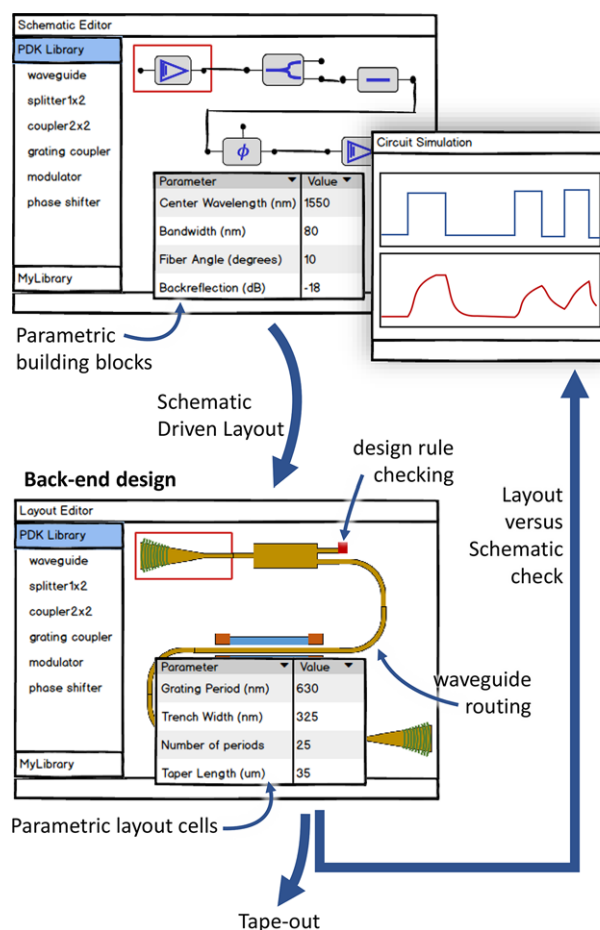 Schematic Editor
PDK Library
waveguide
splitter1x2
coupler2x2
grating coupler
modulator
phase shifter
MyLibrary
ϕ
Parameter Value
Center Wavelength (nm) 1550
Bandwidth (nm) 80
Fiber Angle (degrees) 10
Backreflection (dB) -18
Circuit Simulation
Parametric
building blocks
Schematic
Driven Layout
design rule
checking
Layout
versus
Schematic
check
Back-end design
Layout Editor
PDK Library
waveguide
splitter1x2
coupler2x2
grating coupler
modulator
phase shifter
MyLibrary
Parameter Value
Grating Period (nm) 630
Trench Width (nm) 325
Number of periods 25
Taper Length (um) 35
waveguide
routing
Parametric layout cells
Tape-out